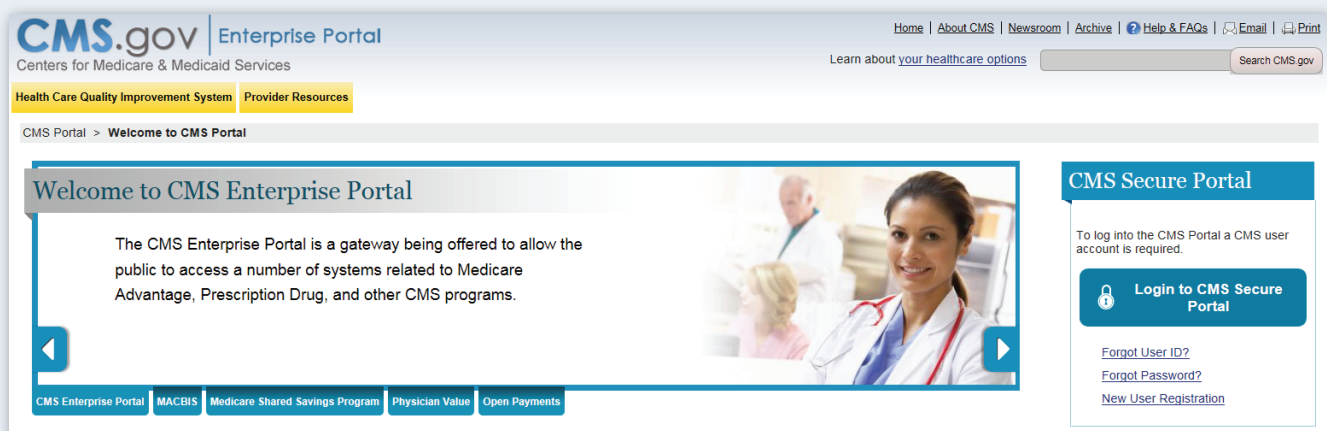 CMS.gov Enterprise Portal
Centers for Medicare & Medicaid Services
Home | About CMS | Newsroom | Archive | Help & FAQs | Email | Print
Learn about your healthcare options
Search CMS.gov
Health Care Quality Improvement System
Provider Resources
CMS Portal > Welcome to CMS Portal
Welcome to CMS Enterprise Portal
The CMS Enterprise Portal is a gateway being offered to allow the
public to access a number of systems related to Medicare
Advantage, Prescription Drug, and other CMS programs.
CMS Enterprise Portal
MACBIS
Medicare Shared Savings Program
Physician Value
Open Payments
CMS Secure Portal
To log into the CMS Portal a CMS user
account is required.
Login to CMS Secure
Portal
Forgot User ID?
Forgot Password?
New User Registration